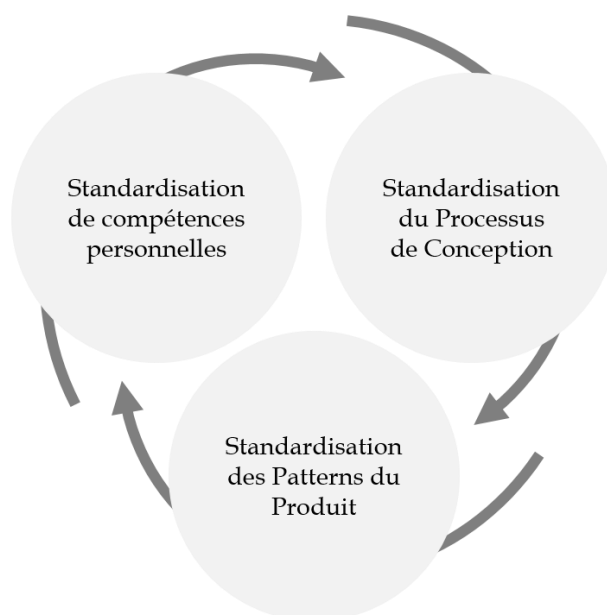 Standardisation
de compétences
personnelles
Standardisation
du Processus
de Conception
Standardisation
des Patterns du
Produit